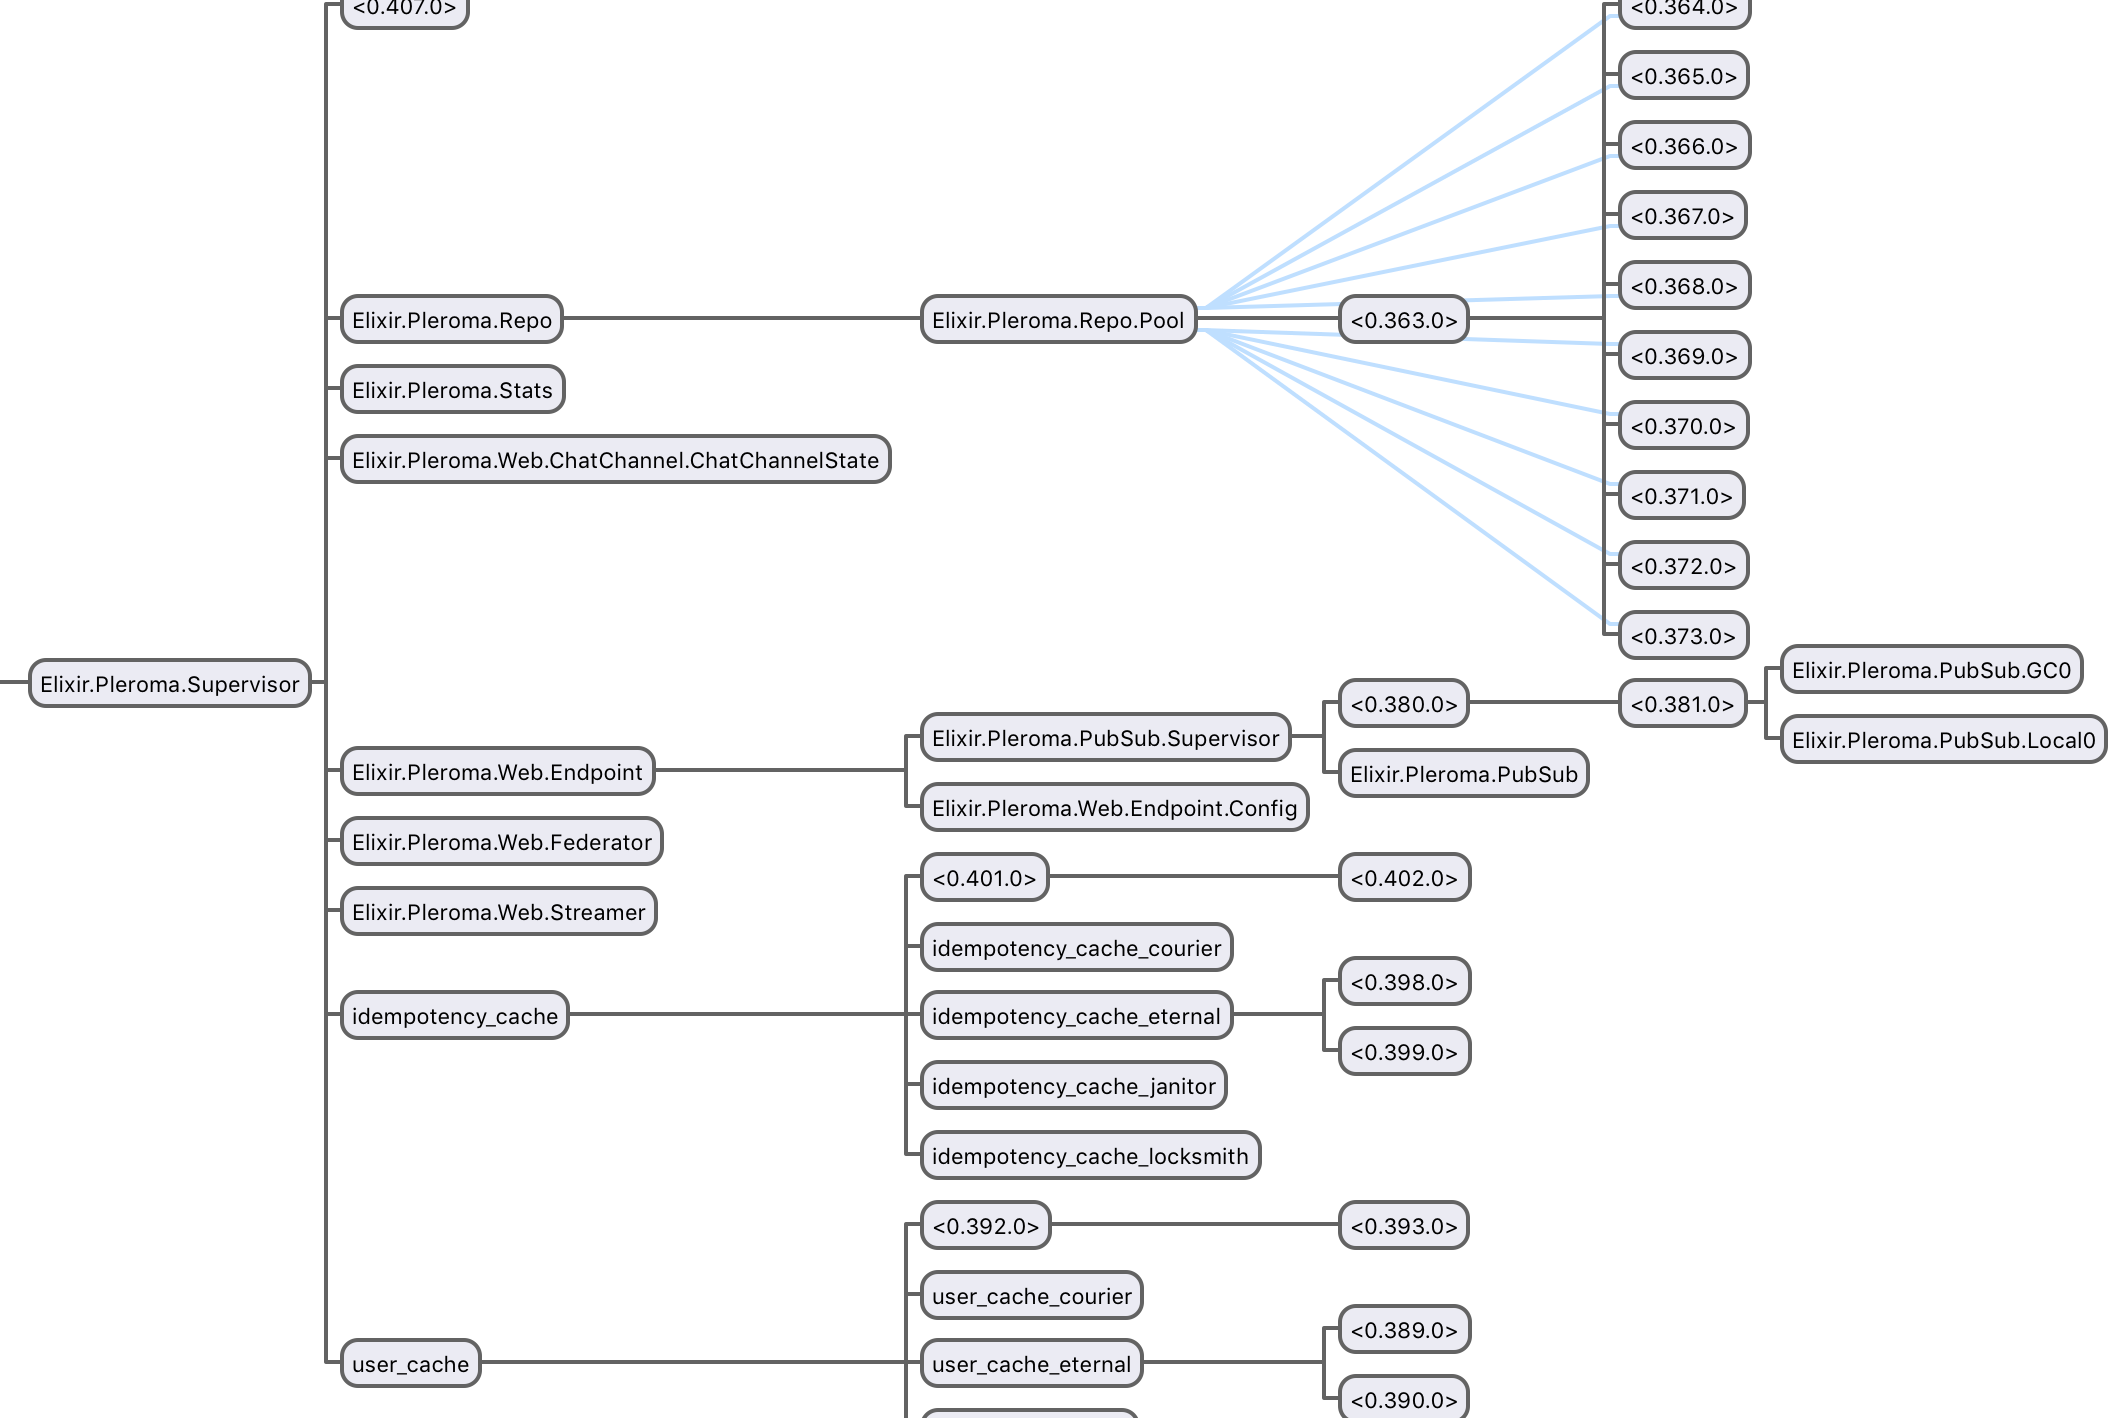 <0.407.0>
<0.364.0>
<0.365.0>
<0.366.0>
<0.367.0>
<0.368.0>
Elixir.Pleroma.Repo
Elixir.Pleroma.Repo.Pool
<0.363.0>
<0.369.0>
Elixir.Pleroma.Stats
<0.370.0>
Elixir.Pleroma.Web.ChatChannel.ChatChannelState
<0.371.0>
<0.372.0>
<0.373.0>
Elixir.Pleroma.PubSub.GC0
Elixir.Pleroma.Supervisor
<0.380.0>
<0.381.0>
Elixir.Pleroma.PubSub.Supervisor
Elixir.Pleroma.PubSub.Local0
Elixir.Pleroma.Web.Endpoint
Elixir.Pleroma.PubSub
Elixir.Pleroma.Web.Endpoint.Config
Elixir.Pleroma.Web.Federator
<0.401.0>
<0.402.0>
Elixir.Pleroma.Web.Streamer
idempotency_cache_courier
<0.398.0>
idempotency_cache
idempotency_cache_eternal
<0.399.0>
idempotency_cache_janitor
idempotency_cache_locksmith
<0.392.0>
<0.393.0>
user_cache_courier
<0.389.0>
user_cache
user_cache_eternal
<0.390.0>